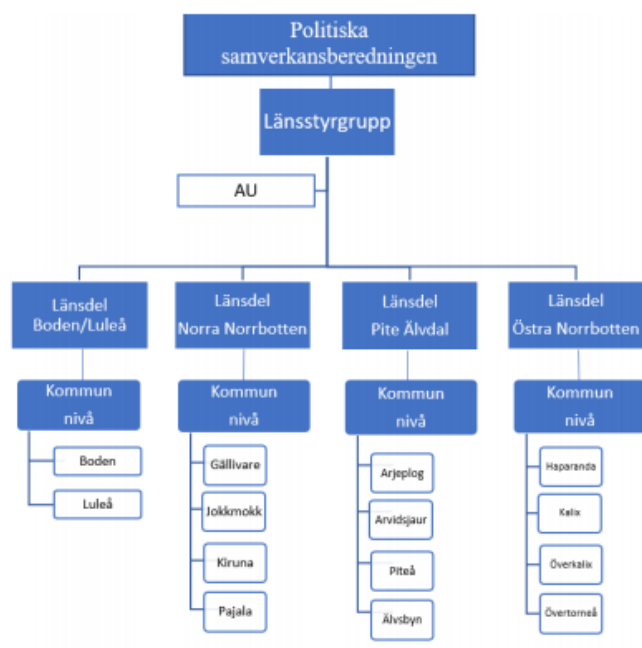 Politiska
samverkansberedningen
Länsstyrgrupp
AU
Länsdel
Boden/Luleå
Länsdel
Norra Norrbotten
Länsdel
Pite Älvdal
Länsdel
Östra Norrbotten
Kommun
nivå
Kommun
nivå
Kommun
nivå
Kommun
nivå
Boden
Luleå
Gällivare
Jokkmokk
Kiruna
Pajala
Arjeplog
Arvidsjaur
Piteå
Älvsbyn
Haparanda
Kalix
Överkalix
Övertorneå